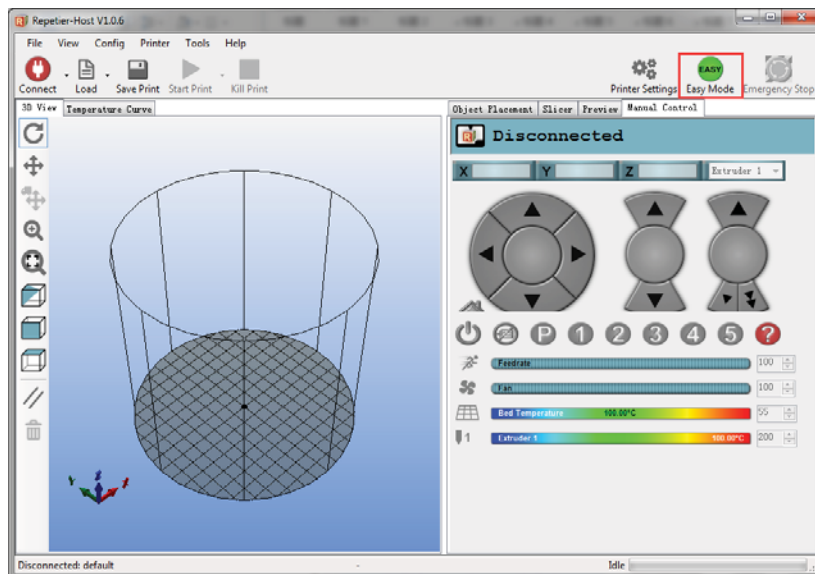 Repetier-Host V1.0.6
File View Config Printer Tools Help
EASY
Connect Load Save Print Start Print Kill Print Printer Settings Easy Mode Emergency Stop
3D View Temperature Curve Object Placement Slicer Preview Manual Control
Disconnected
X Y Z Extruder 1
P 1 2 3 4 5 ?
Feedrate 100
Fan 100
Bed Temperature 100.00°C 55
1 Extruder 1 100.00°C 200
Y Z X
Disconnected: default - Idle